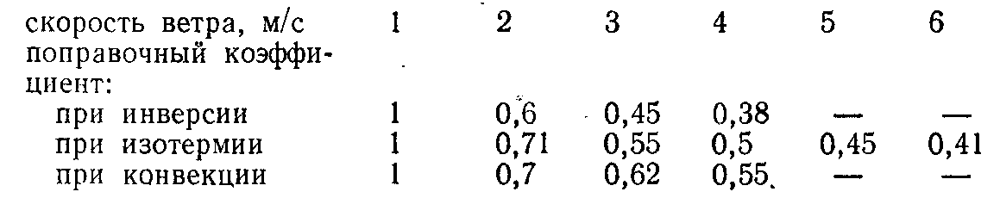 скорость ветра, м/с 1 2 3 4 5 6
поправочный коэффи-
циент:
при инверсии 1 0,6 0,45 0,38 — —
при изотермии 1 0,71 0,55 0,5 0,45 0,41
при конвекции 1 0,7 0,62 0,55 — —